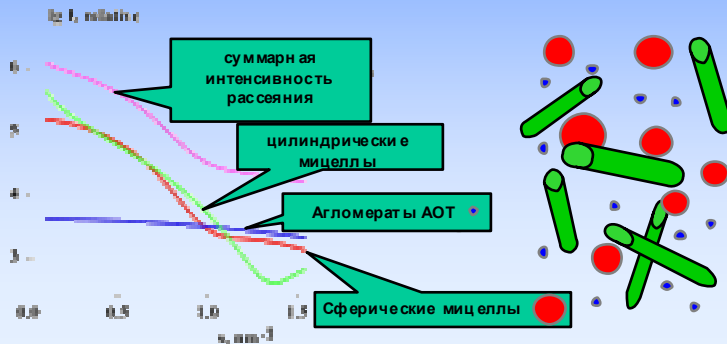 lg I, relative
суммарная
интенсивность
рассеяния
цилиндрические
мицеллы
Агломераты АОТ
Сферические мицеллы
6
5
4
3
0.0 0.5 1.0 1.5
s, nm⁻¹